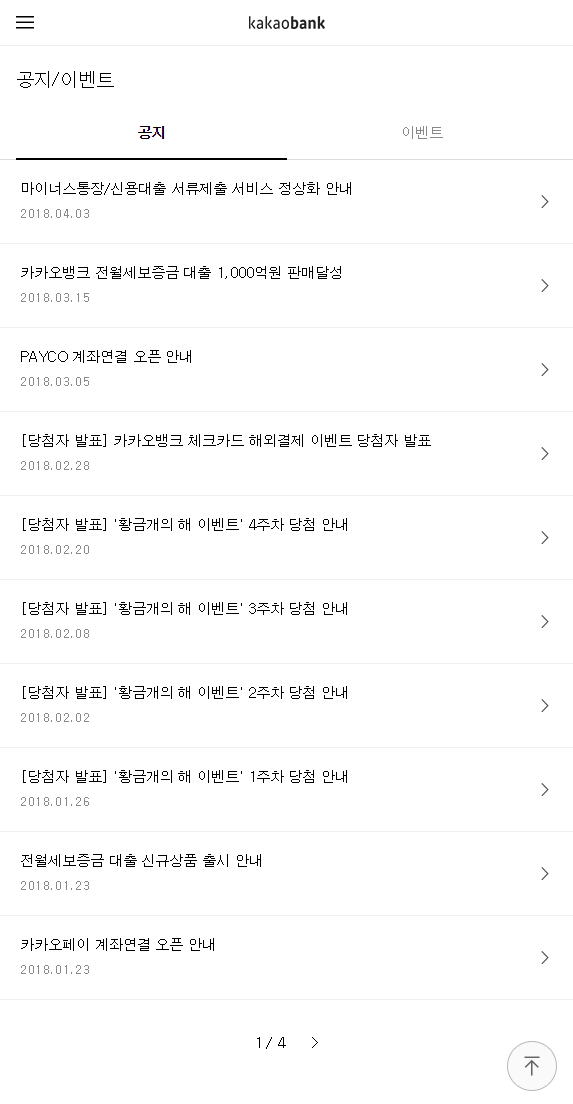 kakaobank
공지/이벤트
공지
이벤트
마이너스통장/신용대출 서류제출 서비스 정상화 안내
2018.04.03
카카오뱅크 전월세보증금 대출 1,000억원 판매달성
2018.03.15
PAYCO 계좌연결 오픈 안내
2018.03.05
[당첨자 발표] 카카오뱅크 체크카드 해외결제 이벤트 당첨자 발표
2018.02.28
[당첨자 발표] '황금개의 해 이벤트' 4주차 당첨 안내
2018.02.20
[당첨자 발표] '황금개의 해 이벤트' 3주차 당첨 안내
2018.02.08
[당첨자 발표] '황금개의 해 이벤트' 2주차 당첨 안내
2018.02.02
[당첨자 발표] '황금개의 해 이벤트' 1주차 당첨 안내
2018.01.26
전월세보증금 대출 신규상품 출시 안내
2018.01.23
카카오페이 계좌연결 오픈 안내
2018.01.23
1 / 4